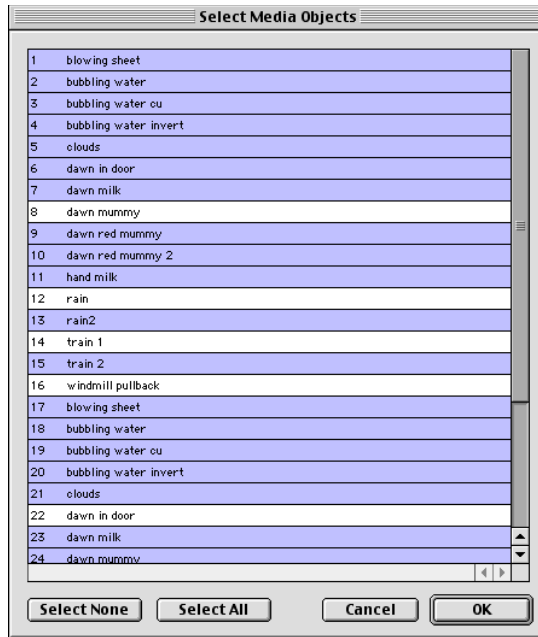 Select Media Objects
1 blowing sheet
2 bubbling water
3 bubbling water cu
4 bubbling water invert
5 clouds
6 dawn in door
7 dawn milk
8 dawn mummy
9 dawn red mummy
10 dawn red mummy 2
11 hand milk
12 rain
13 rain2
14 train 1
15 train 2
16 windmill pullback
17 blowing sheet
18 bubbling water
19 bubbling water cu
20 bubbling water invert
21 clouds
22 dawn in door
23 dawn milk
24 dawn mummy
Select None Select All Cancel OK